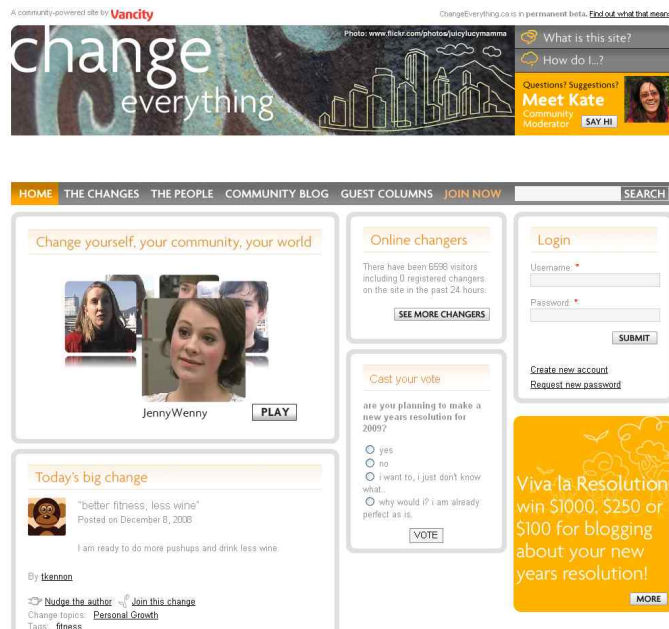 A community-powered site by Vancity
ChangeEverything.ca is in permanent beta. Find out what that means
change
everything
Photo: www.flickr.com/photos/juicylucymamma
What is this site?
How do I...?
Questions? Suggestions?
Meet Kate
Community
Moderator
SAY HI
HOME THE CHANGES THE PEOPLE COMMUNITY BLOG GUEST COLUMNS JOIN NOW SEARCH
Change yourself, your community, your world
JennyWenny
PLAY
Today's big change
"better fitness, less wine"
Posted on December 8, 2008
I am ready to do more pushups and drink less wine.
By tkennon
Nudge the author Join this change
Change topics: Personal Growth
Tags: fitness
Online changers
There have been 6598 visitors
including 0 registered changers
on the site in the past 24 hours.
SEE MORE CHANGERS
Cast your vote
are you planning to make a
new years resolution for
2009?
yes
no
i want to, i just don't know
what..
why would i? i am already
perfect as is.
VOTE
Login
Username: *
Password: *
SUBMIT
Create new account
Request new password
Viva la Resolution
win $1000, $250 or
$100 for blogging
about your new
years resolution!
MORE